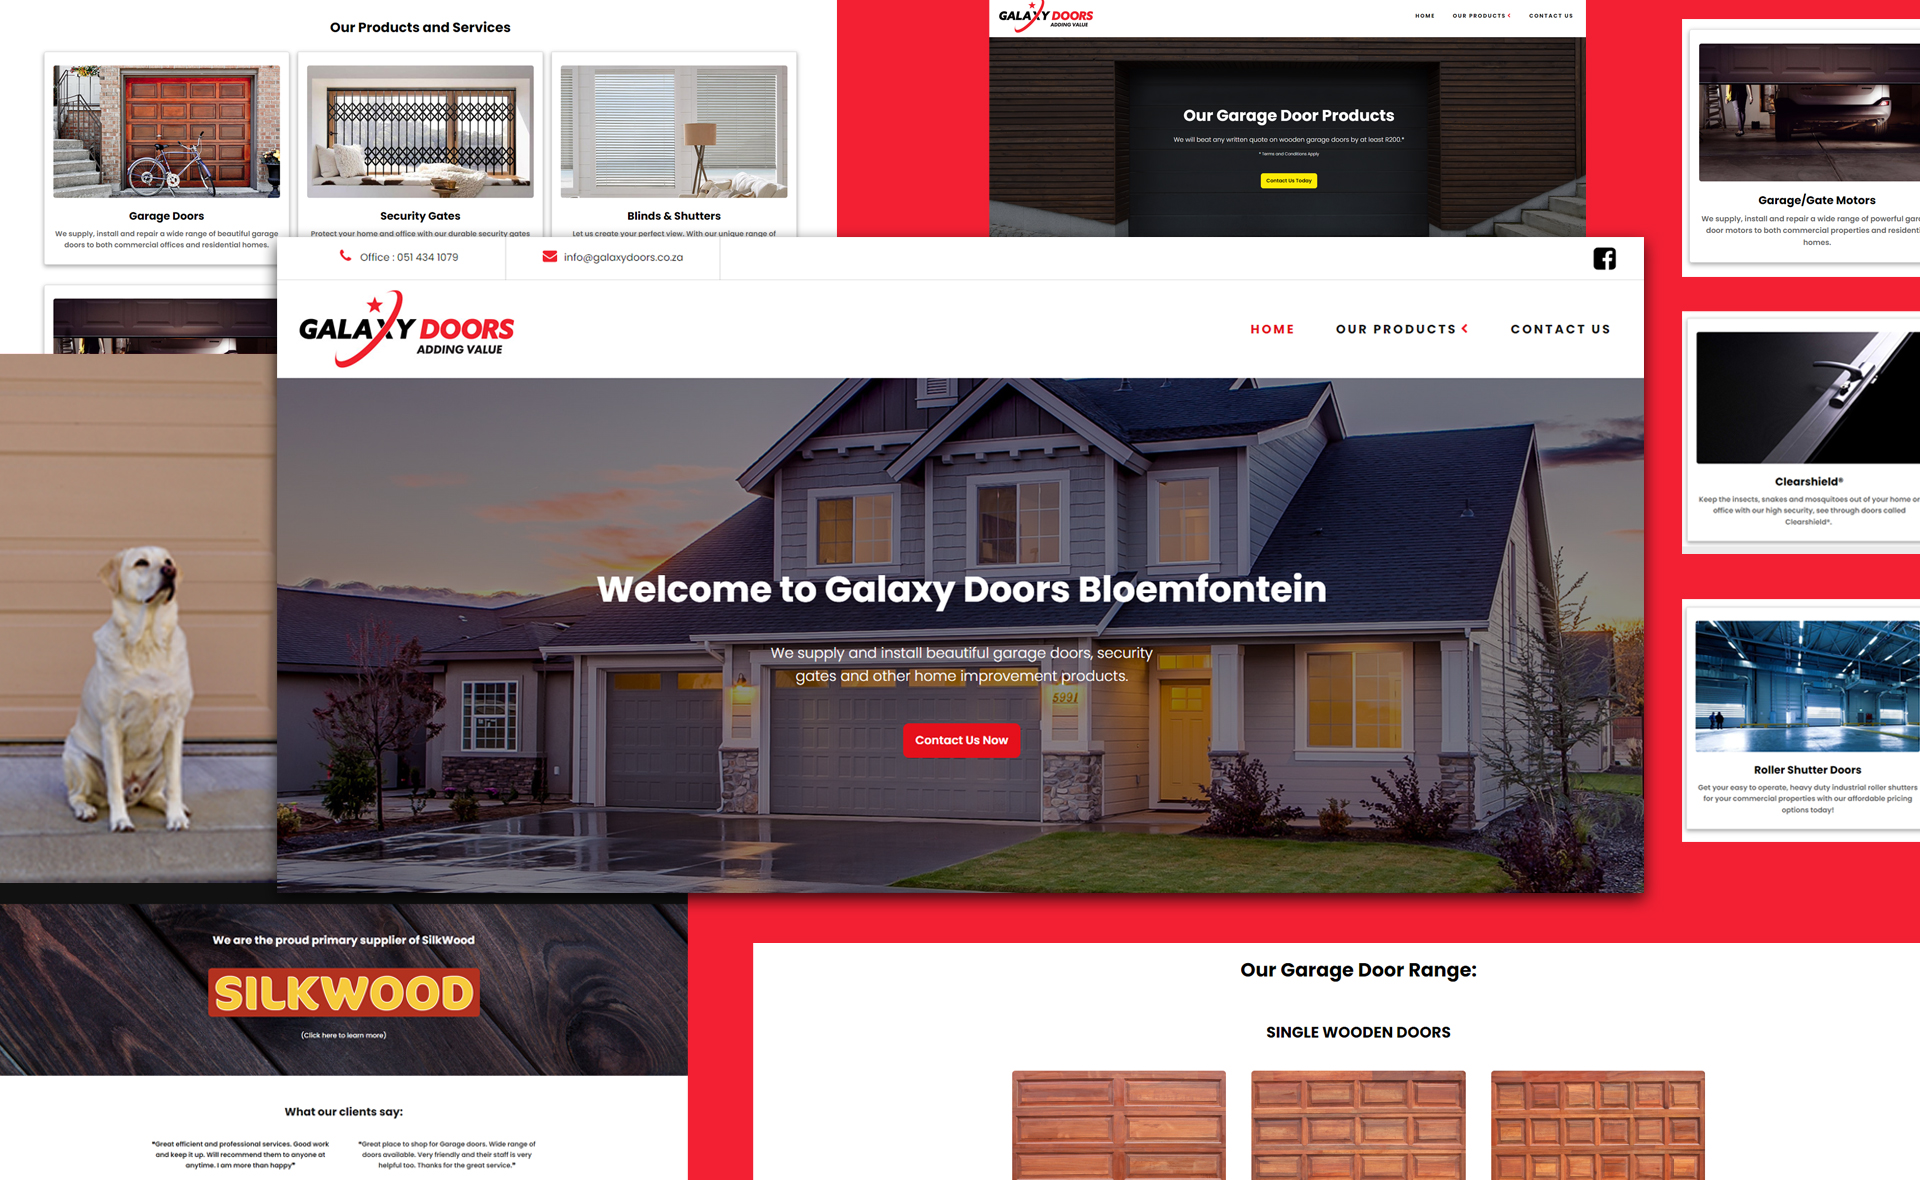 Our Products and Services
Garage Doors
We supply, install and repair a wide range of beautiful garage
doors to both commercial offices and residential homes.
Security Gates
Protect your home and office with our durable security gates
Blinds & Shutters
Let us create your perfect view. With our unique range of
GALAXY DOORS
ADDING VALUE
HOME
OUR PRODUCTS
CONTACT US
Our Garage Door Products
We will beat any written quote on wooden garage doors by at least R200.*
* Terms and Conditions Apply
Contact Us Today
Garage/Gate Motors
We supply, install and repair a wide range of powerful
door motors to both commercial properties and
homes.
Office : 051 434 1079
info@galaxydoors.co.za
GALAXY DOORS
ADDING VALUE
HOME
OUR PRODUCTS
CONTACT US
Welcome to Galaxy Doors Bloemfontein
We supply and install beautiful garage doors, security
gates and other home improvement products.
5991
Contact Us Now
Clearshield®
Keep the insects, snakes and mosquitoes out of your home or
office with our high security, see through doors called
Clearshield®.
Roller Shutter Doors
Get your easy to operate, heavy duty industrial roller shutters
for your commercial properties with our affordable pricing
options today!
We are the proud primary supplier of SilkWood
SILKWOOD
(Click here to learn more)
What our clients say:
"Great efficient and professional services. Good work
and keep it up. Will recommend them to anyone at
anytime. I am more than happy"
"Great place to shop for Garage doors. Wide range of
doors available. Very friendly and their staff is very
helpful too. Thanks for the great service."
Our Garage Door Range:
SINGLE WOODEN DOORS